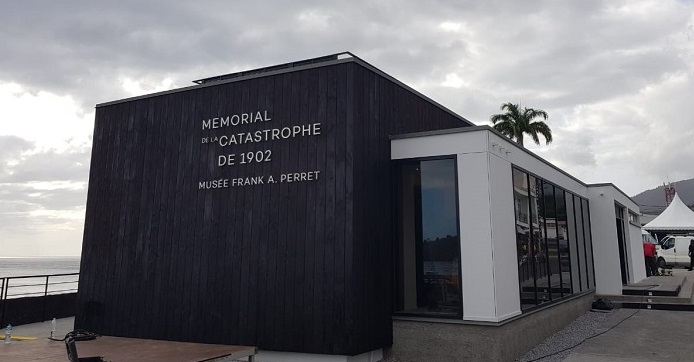 MEMORIAL
DE LA CATASTROPHE
DE 1902
MUSÉE FRANK A. PERRET